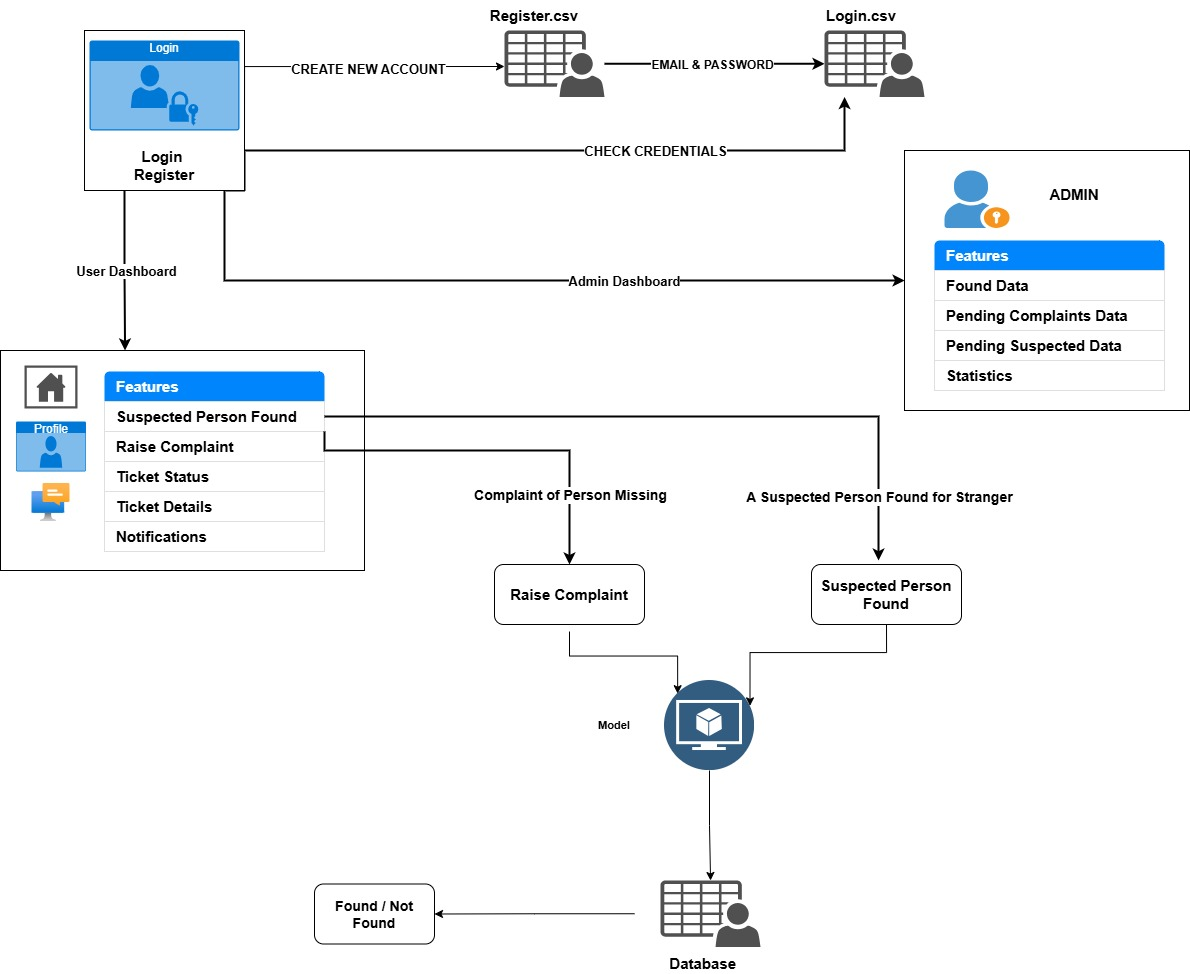 Register.csv
Login.csv
Login
CREATE NEW ACCOUNT
EMAIL & PASSWORD
Login
Register
CHECK CREDENTIALS
ADMIN
Features
Found Data
Pending Complaints Data
Pending Suspected Data
Statistics
User Dashboard
Admin Dashboard
Features
Suspected Person Found
Profile
Raise Complaint
Ticket Status
Ticket Details
Notifications
Complaint of Person Missing
A Suspected Person Found for Stranger
Raise Complaint
Suspected Person
Found
Model
Found / Not
Found
Database